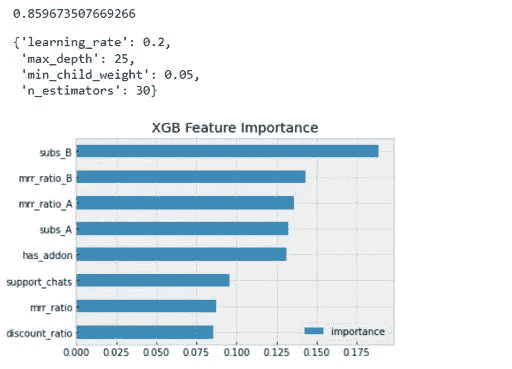 0.859673507669266
{'learning_rate': 0.2,
'max_depth': 25,
'min_child_weight': 0.05,
'n_estimators': 30}
XGB Feature Importance
subs_B
mrr_ratio_B
mrr_ratio_A
subs_A
has_addon
support_chats
mrr_ratio
discount_ratio
importance
0.000 0.025 0.050 0.075 0.100 0.125 0.150 0.175